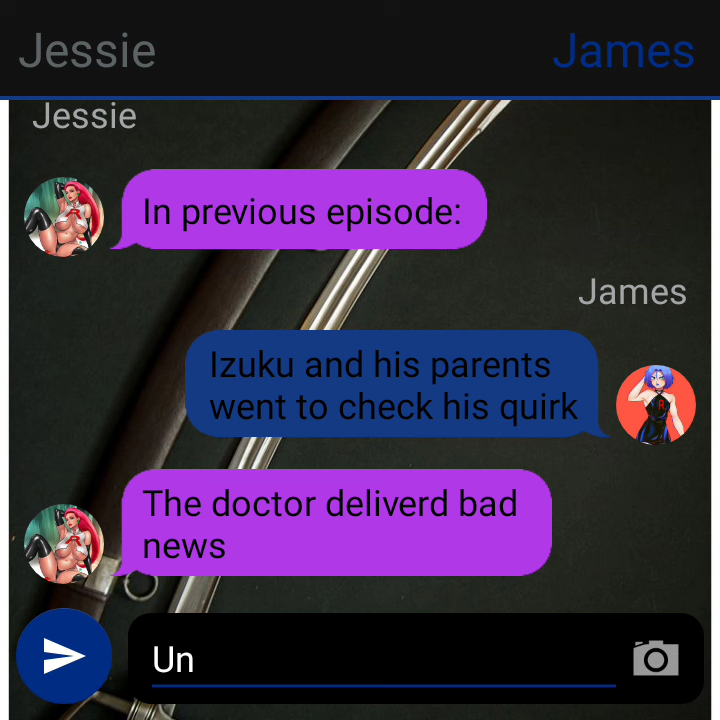 Jessie
James
Jessie
In previous episode:
James
Izuku and his parents
went to check his quirk
The doctor deliverd bad
news
Un